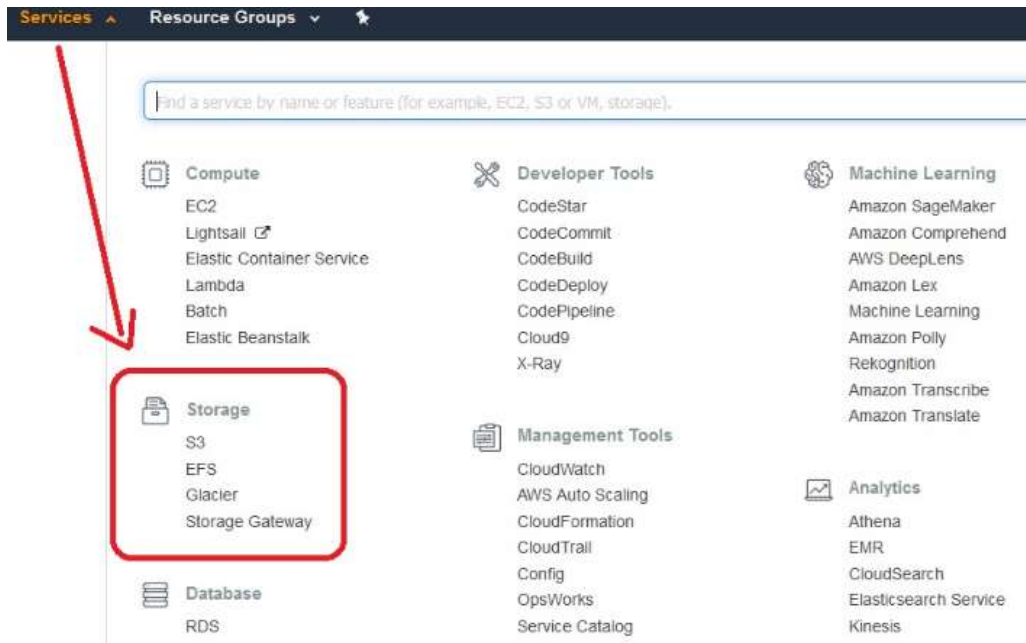 Services
Resource Groups
Find a service by name or feature (for example, EC2, S3 or VM, storage).
Compute
EC2
Lightsail
Elastic Container Service
Lambda
Batch
Elastic Beanstalk
Storage
S3
EFS
Glacier
Storage Gateway
Database
RDS
Developer Tools
CodeStar
CodeCommit
CodeBuild
CodeDeploy
CodePipeline
Cloud9
X-Ray
Management Tools
CloudWatch
AWS Auto Scaling
CloudFormation
CloudTrail
Config
OpsWorks
Service Catalog
Machine Learning
Amazon SageMaker
Amazon Comprehend
AWS DeepLens
Amazon Lex
Machine Learning
Amazon Polly
Rekognition
Amazon Transcribe
Amazon Translate
Analytics
Athena
EMR
CloudSearch
Elasticsearch Service
Kinesis